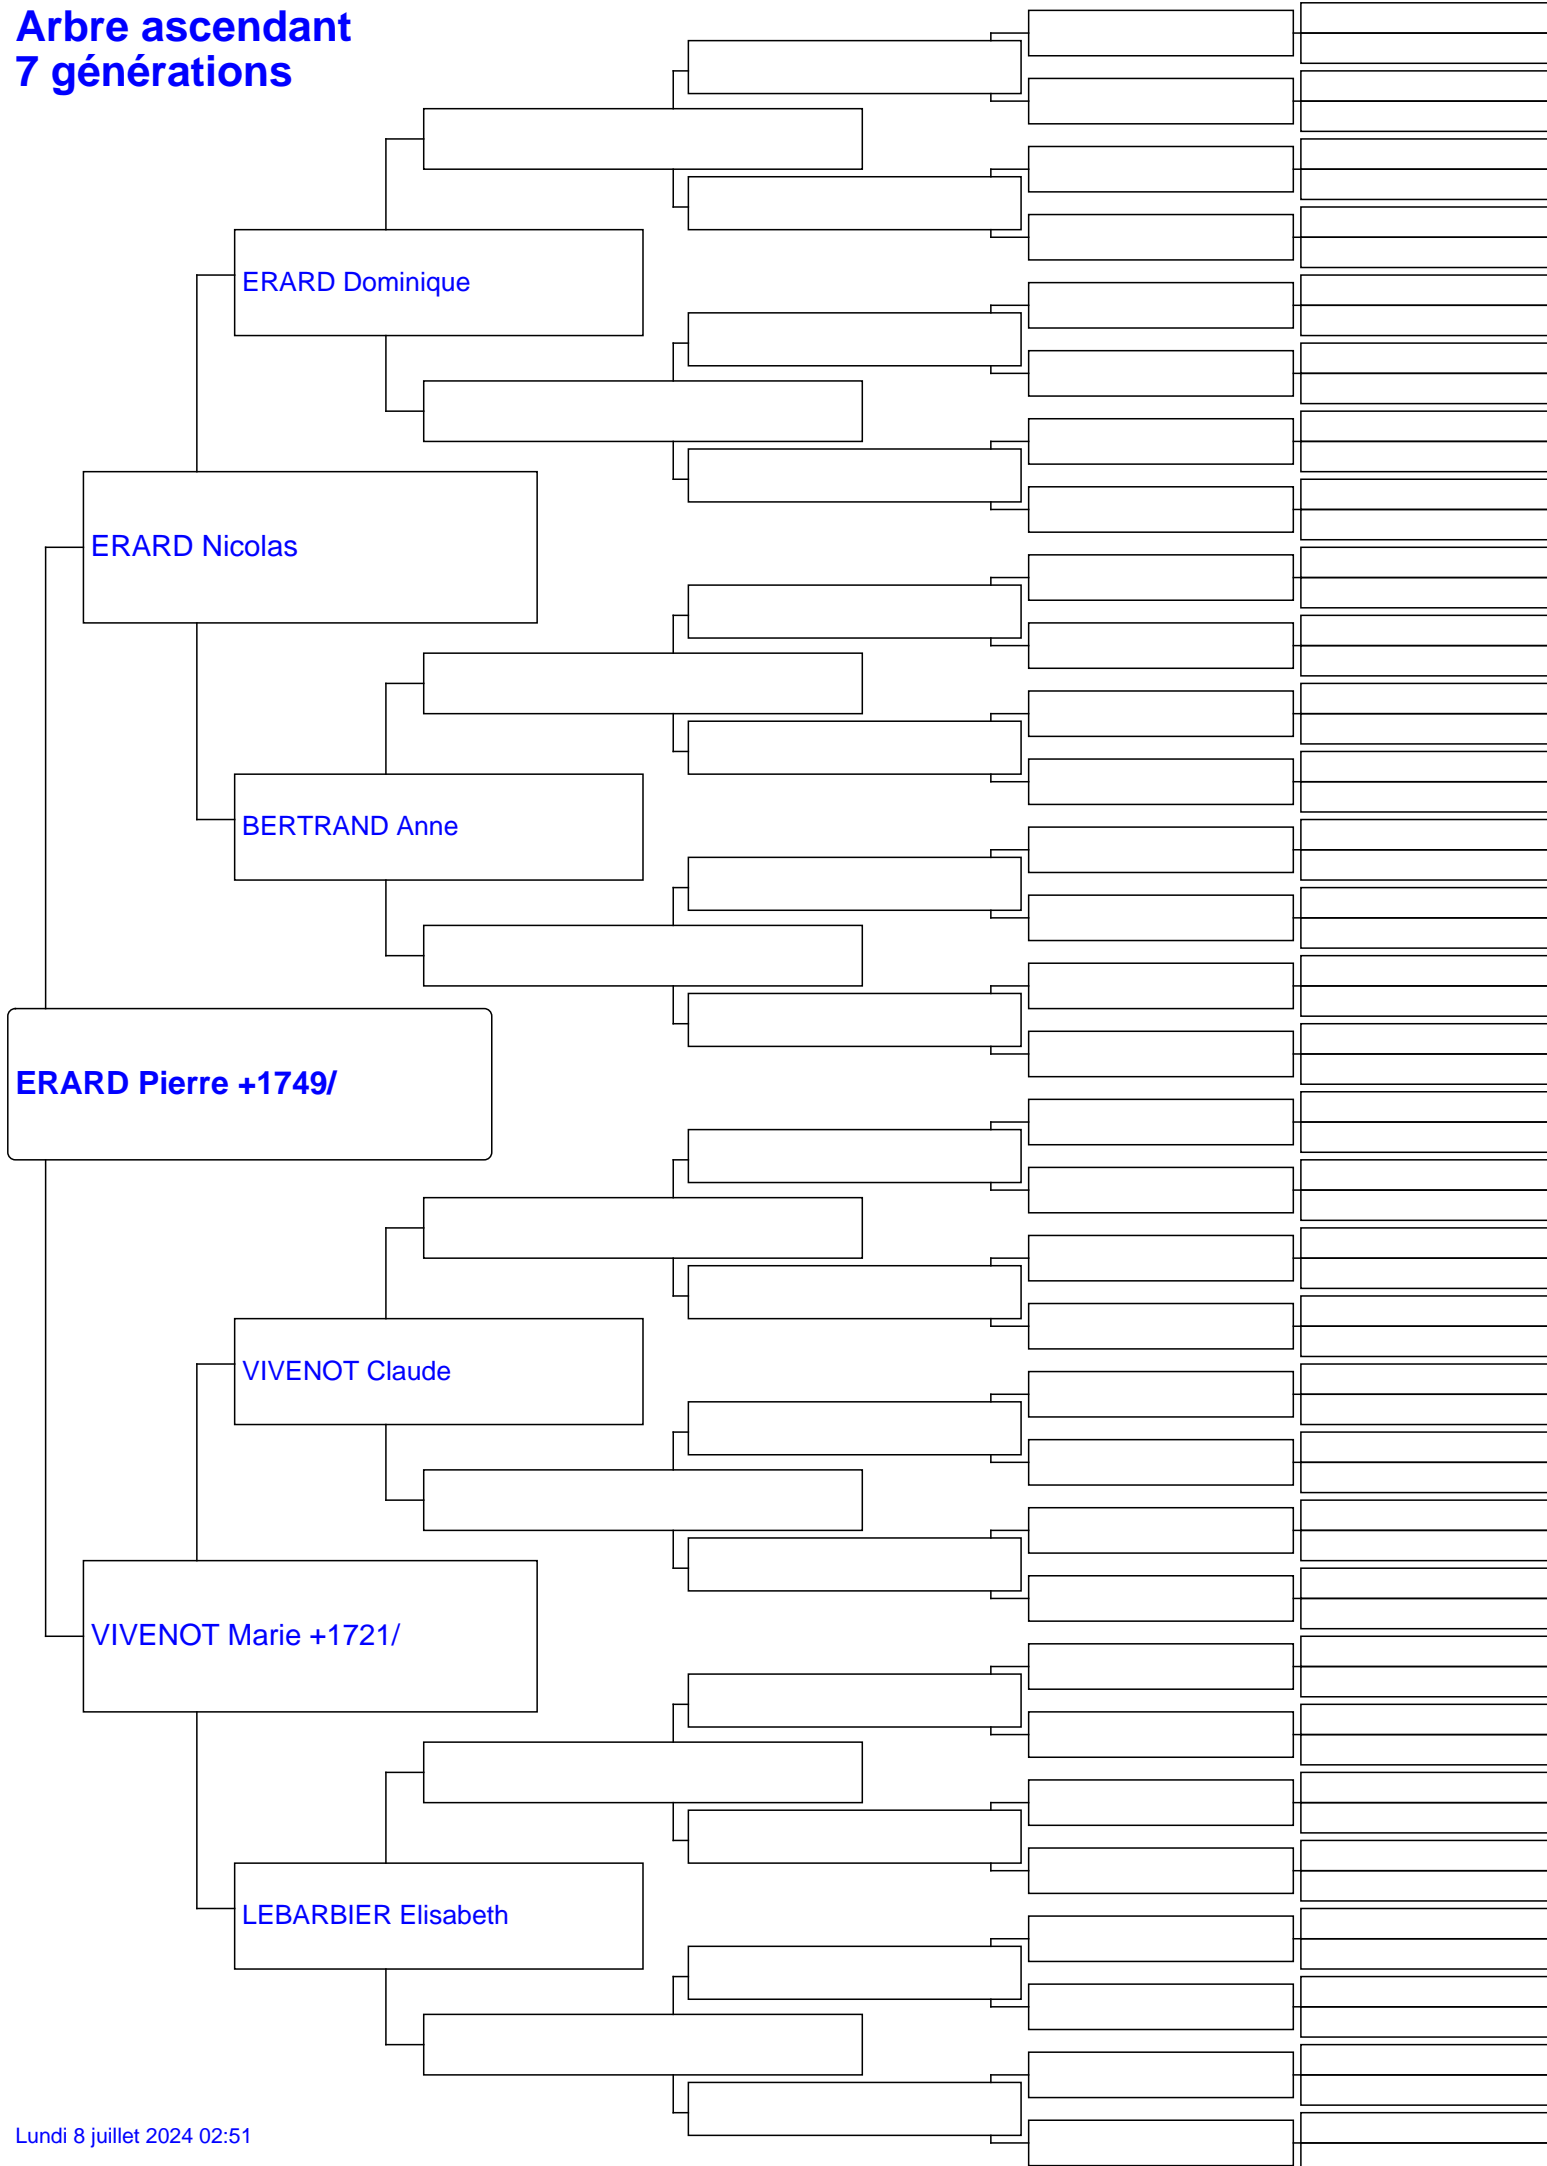 Arbre ascendant
7 générations
ERARD Dominique
ERARD Nicolas
BERTRAND Anne
ERARD Pierre +1749/
VIVENOT Claude
VIVENOT Marie +1721/
LEBARBIER Elisabeth
Lundi 8 juillet 2024 02:51